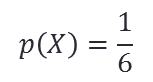 p(X) = 1/6